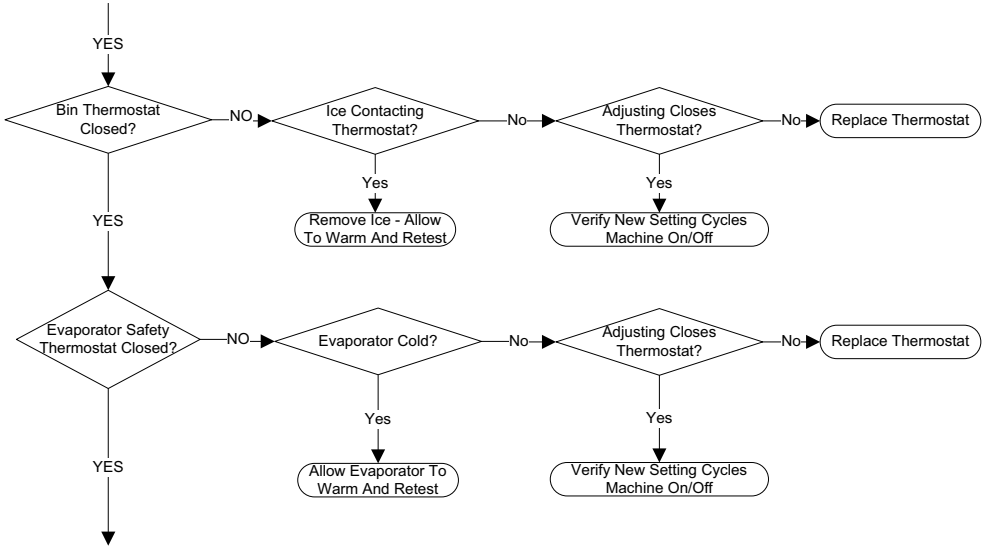 YES
Bin Thermostat
Closed?
NO
Ice Contacting
Thermostat?
No
Adjusting Closes
Thermostat?
No
Replace Thermostat
Yes
Yes
Remove Ice - Allow
To Warm And Retest
Verify New Setting Cycles
Machine On/Off
YES
Evaporator Safety
Thermostat Closed?
NO
Evaporator Cold?
No
Adjusting Closes
Thermostat?
No
Replace Thermostat
Yes
Yes
Allow Evaporator To
Warm And Retest
Verify New Setting Cycles
Machine On/Off
YES